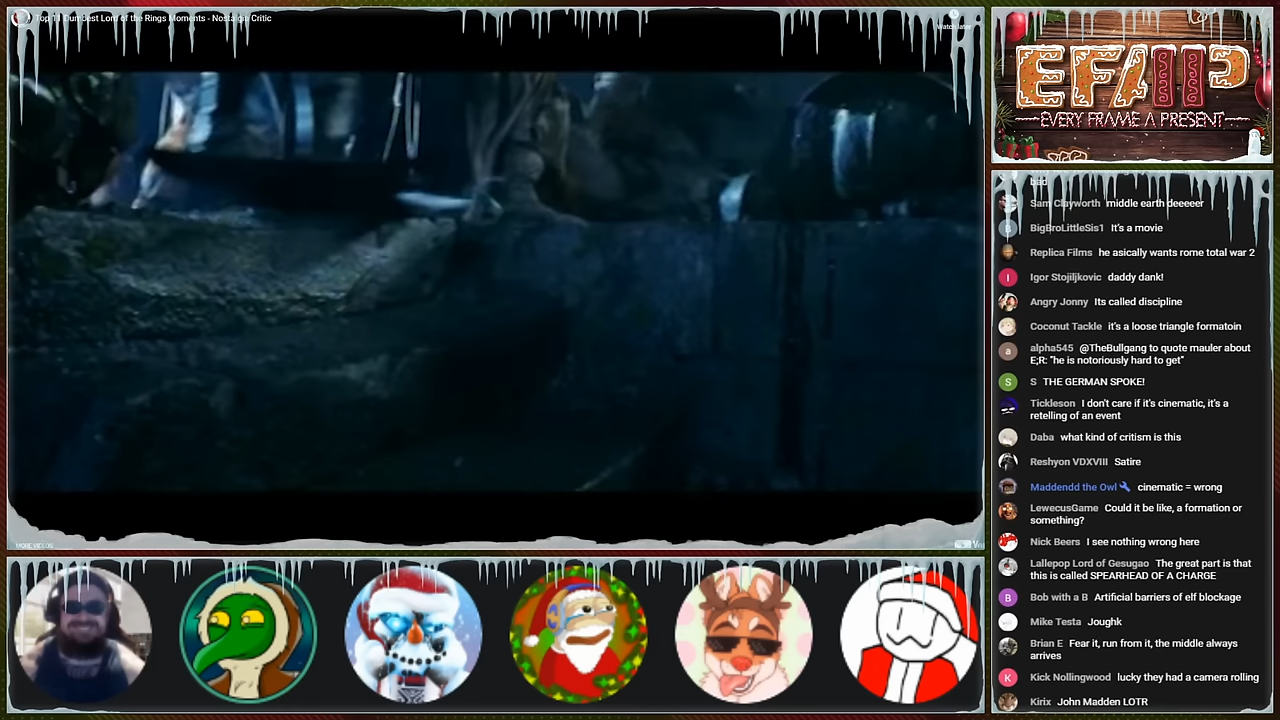 Top 11 Dumbest Lord of the Rings Moments - Nostalgia Critic
Watch later
MORE VIDEOS
EFAP
EVERY FRAME A PRESENT
bad
Sam Clayworth middle earth deeeeer
B BigBroLittleSis1 It's a movie
Replica Films he asically wants rome total war 2
I Igor Stojiljkovic daddy dank!
Angry Jonny Its called discipline
Coconut Tackle it's a loose triangle formatoin
a alpha545 @TheBullgang to quote mauler about
E;R: "he is notoriously hard to get"
S S THE GERMAN SPOKE!
Tickleson I don't care if it's cinematic, it's a
retelling of an event
Daba what kind of critism is this
Reshyon VDXVIII Satire
Maddendd the Owl cinematic = wrong
LewecusGame Could it be, like, a formation or
something?
Nick Beers I see nothing wrong here
Lallepop Lord of Gesugao The great part is that
this is called SPEARHEAD OF A CHARGE
B Bob with a B Artificial barriers of elf blockage
Mike Testa Joughk
Brian E Fear it, run from it, the middle always
arrives
K Kick Nollingwood lucky they had a camera rolling
Kirix John Madden LOTR